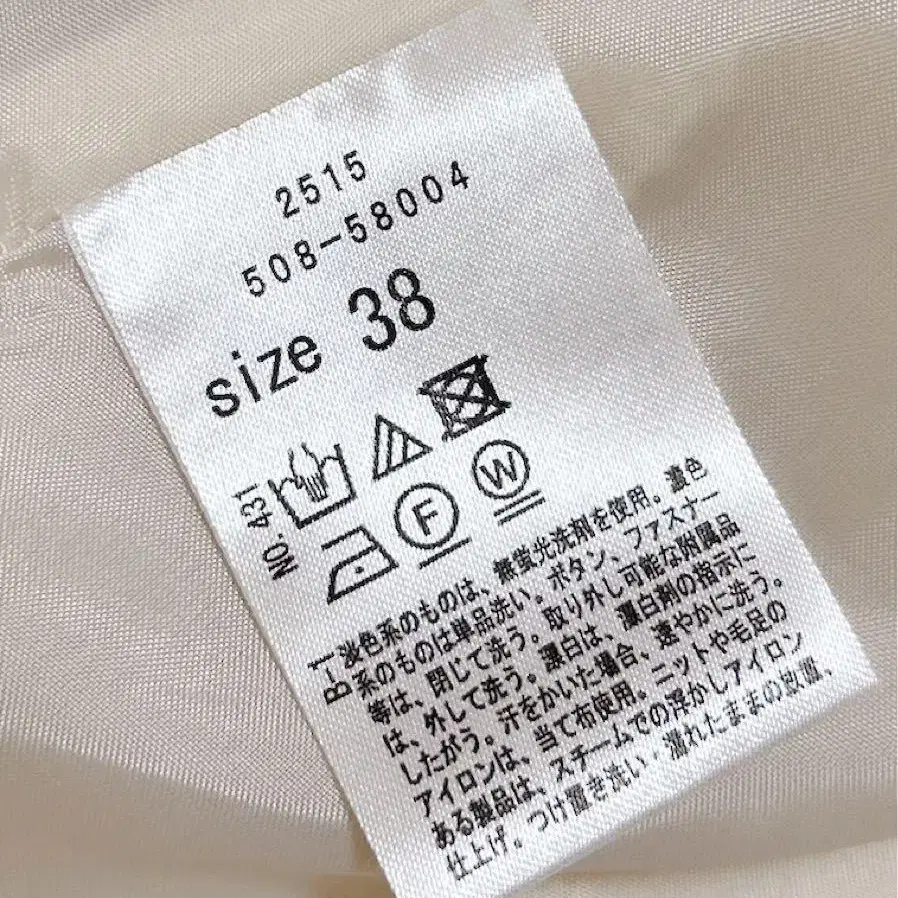 2515
508-58004
size 38
NO. 431
F
W
B-1 淡色系のものは、無蛍光洗剤を使用。濃色
系のものは単品洗い。ボタン、ファスナー
等は、閉じて洗う。取り外し可能な附属品
は、外して洗う。漂白は、漂白剤の指示に
したがう。汗をかいた場合、速やかに洗う。
アイロンは、当て布使用。ニットや毛足の
ある製品は、スチームでの浮かしアイロン
仕上げ。つけ置き洗い・濡れたままの放置、